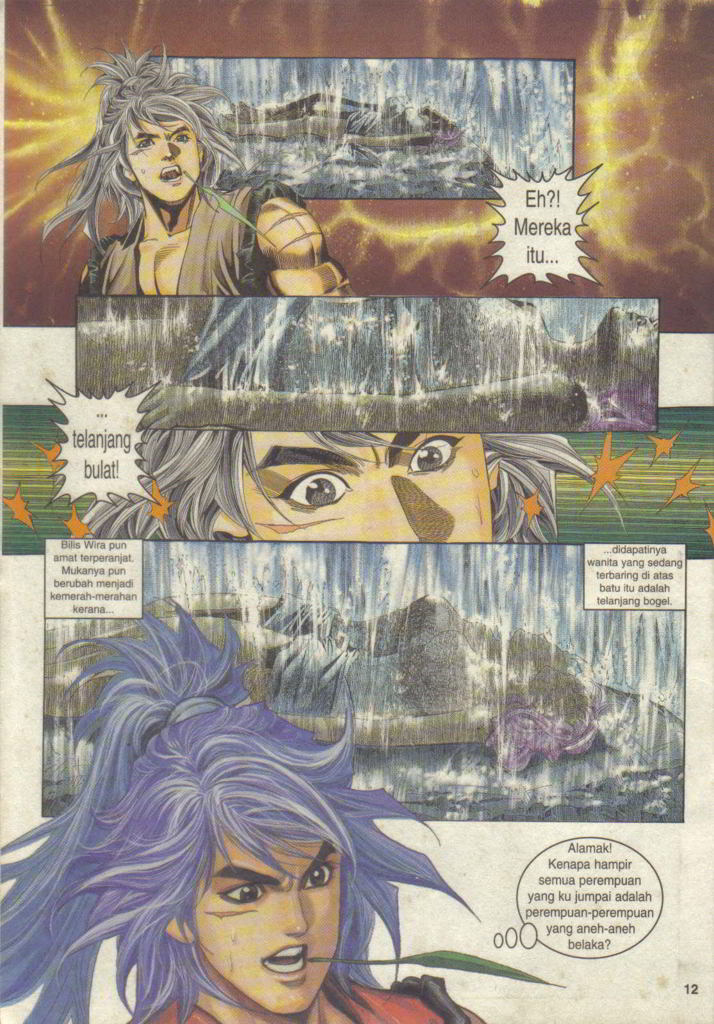 Eh?!
Mereka
itu...
...
telanjang
bulat!
Bilis Wira pun
amat terperanjat.
Mukanya pun
berubah menjadi
kemerah-merahan
kerana...
...didapatinya
wanita yang sedang
terbaring di atas
batu itu adalah
telanjang bogel.
Alamak!
Kenapa hampir
semua perempuan
yang ku jumpai adalah
perempuan-perempuan
yang aneh-aneh
belaka?
12